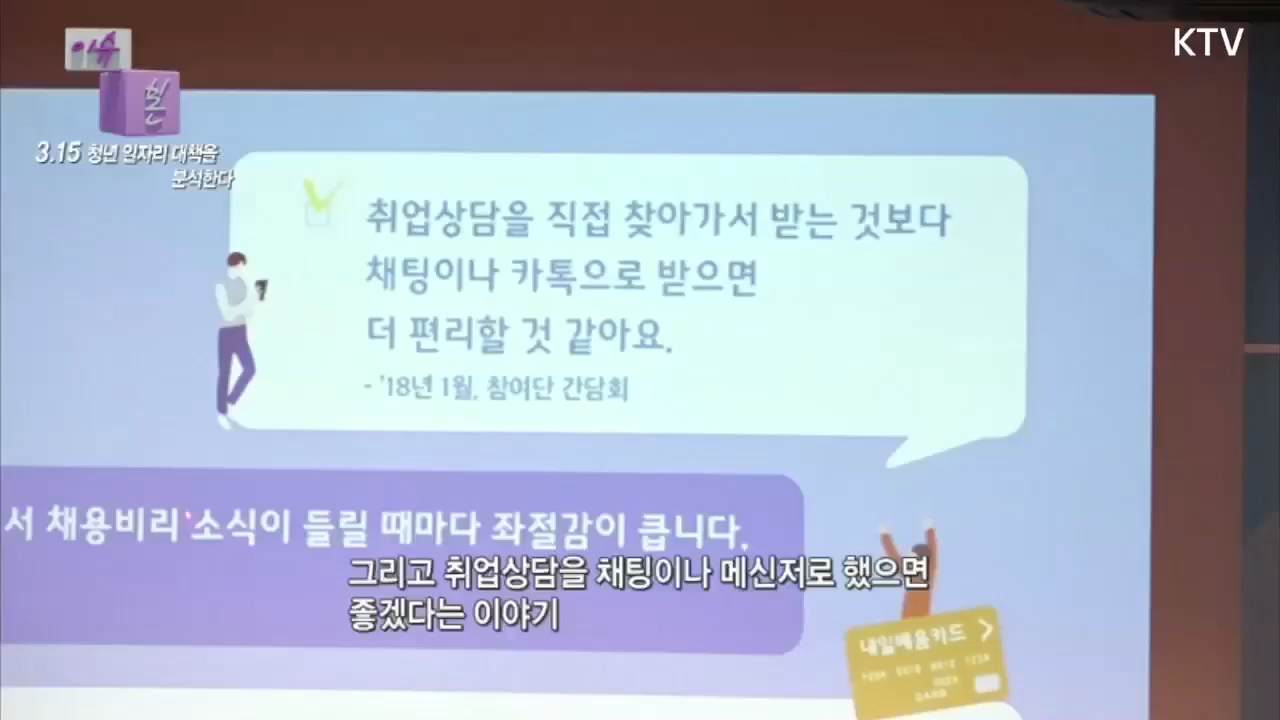 KTV
이슈
본
3.15 청년 일자리 대책을
분석한다
취업상담을 직접 찾아가서 받는 것보다
채팅이나 카톡으로 받으면
더 편리할 것 같아요.
- '18년 1월, 참여단 간담회
서 채용비리 소식이 들릴 때마다 좌절감이 큽니다.
그리고 취업상담을 채팅이나 메신저로 했으면
좋겠다는 이야기
내일배움카드